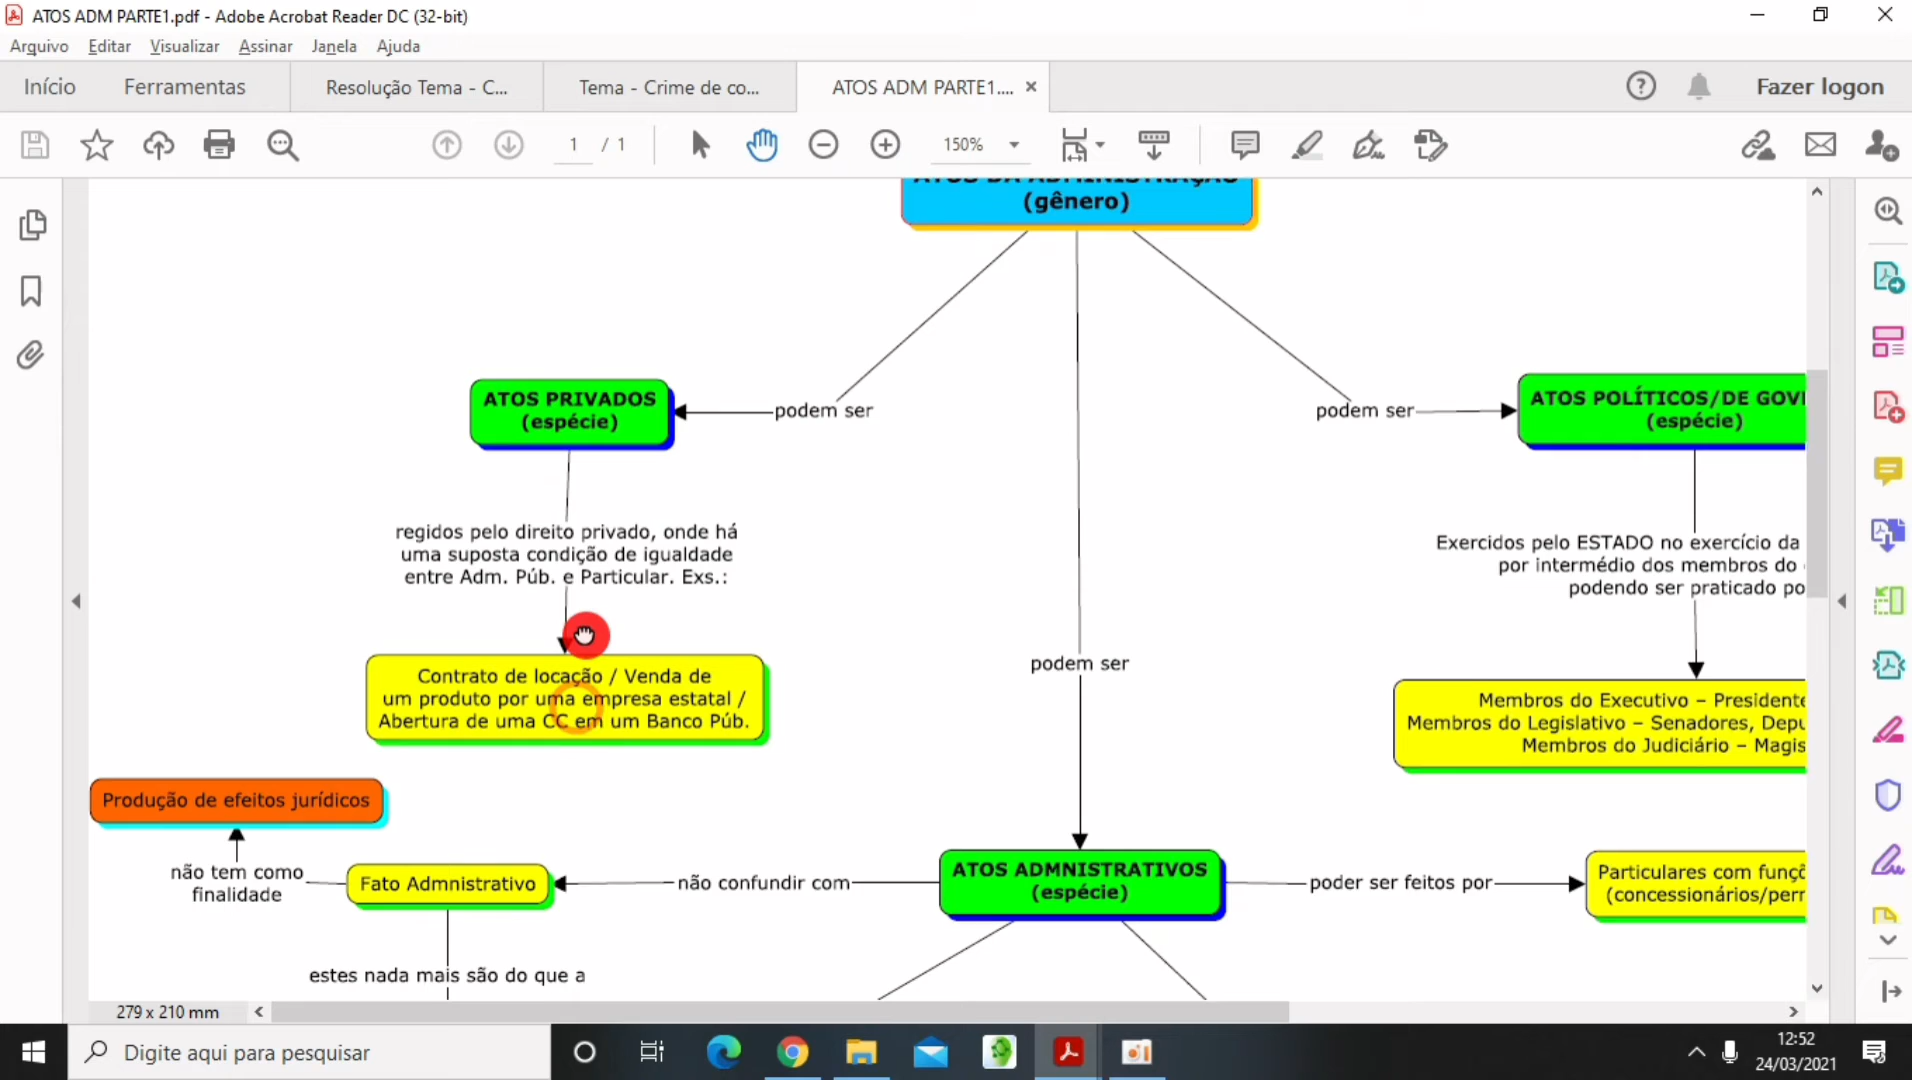 ATOS ADM PARTE1.pdf - Adobe Acrobat Reader DC (32-bit)
Arquivo Editar Visualizar Assinar Janela Ajuda
Início Ferramentas Resolução Tema - C... Tema - Crime de co... ATOS ADM PARTE1.... × Fazer logon
1 / 1 150%
ATOS DA ADMINISTRAÇÃO
(gênero)
ATOS PRIVADOS
(espécie)
podem ser
podem ser
ATOS POLÍTICOS/DE GOV
(espécie)
regidos pelo direito privado, onde há
uma suposta condição de igualdade
entre Adm. Púb. e Particular. Exs.:
Exercidos pelo ESTADO no exercício da
por intermédio dos membros do
podendo ser praticado po
Contrato de locação / Venda de
um produto por uma empresa estatal /
Abertura de uma CC em um Banco Púb.
podem ser
Membros do Executivo – Presidente
Membros do Legislativo – Senadores, Depu
Membros do Judiciário – Magis
Produção de efeitos jurídicos
não tem como
finalidade
Fato Admnistrativo
não confundir com
ATOS ADMNISTRATIVOS
(espécie)
poder ser feitos por
Particulares com funçõ
(concessionários/perr
estes nada mais são do que a
279 x 210 mm
Digite aqui para pesquisar
12:52
24/03/2021